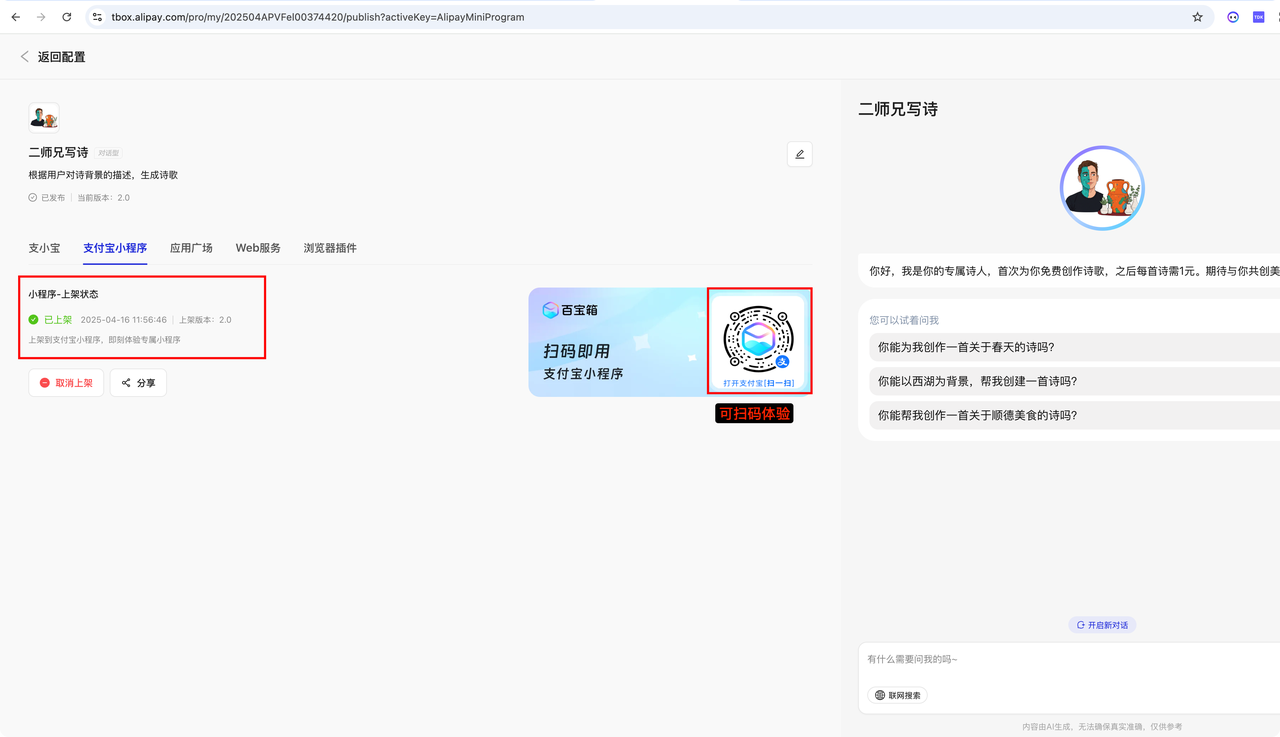 tbox.alipay.com/pro/my/202504APVFeI00374420/publish?activeKey=AlipayMiniProgram
返回配置
二师兄写诗 对话型
根据用户对诗背景的描述，生成诗歌
已发布 当前版本：2.0
支小宝 支付宝小程序 应用广场 Web服务 浏览器插件
小程序-上架状态
已上架 2025-04-16 11:56:46 上架版本：2.0
上架到支付宝小程序，即刻体验专属小程序
取消上架 分享
百宝箱
扫码即用
支付宝小程序
支
打开支付宝[扫一扫]
可扫码体验
二师兄写诗
你好，我是你的专属诗人，首次为你免费创作诗歌，之后每首诗需1元。期待与你共创美
您可以试着问我
你能为我创作一首关于春天的诗吗?
你能以西湖为背景，帮我创建一首诗吗?
你能帮我创作一首关于顺德美食的诗吗?
开启新对话
有什么需要问我的吗~
联网搜索
内容由AI生成，无法确保真实准确，仅供参考